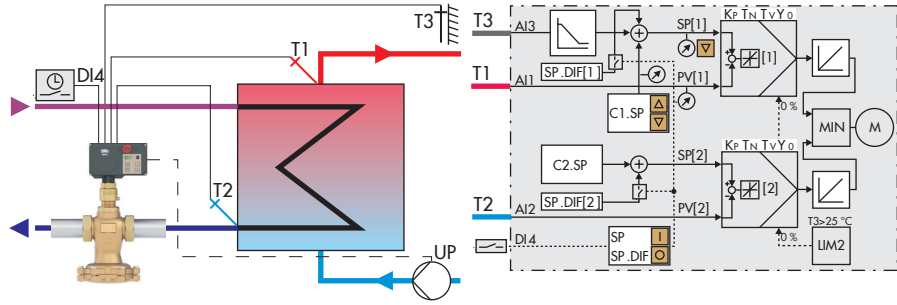 T3
T1
DI4
T2
UP
T3
AI3
SP[1]
KP TN TV Y0
[1]
SP.DIF[1]
T1
AI1
PV[1]
C1.SP
0 %
MIN
M
KP TN TV Y0
C2.SP
SP[2]
[2]
SP.DIF[2]
T2
AI2
PV[2]
T3>25 °C
DI4
SP
I
SP.DIF
O
0 %
LIM2